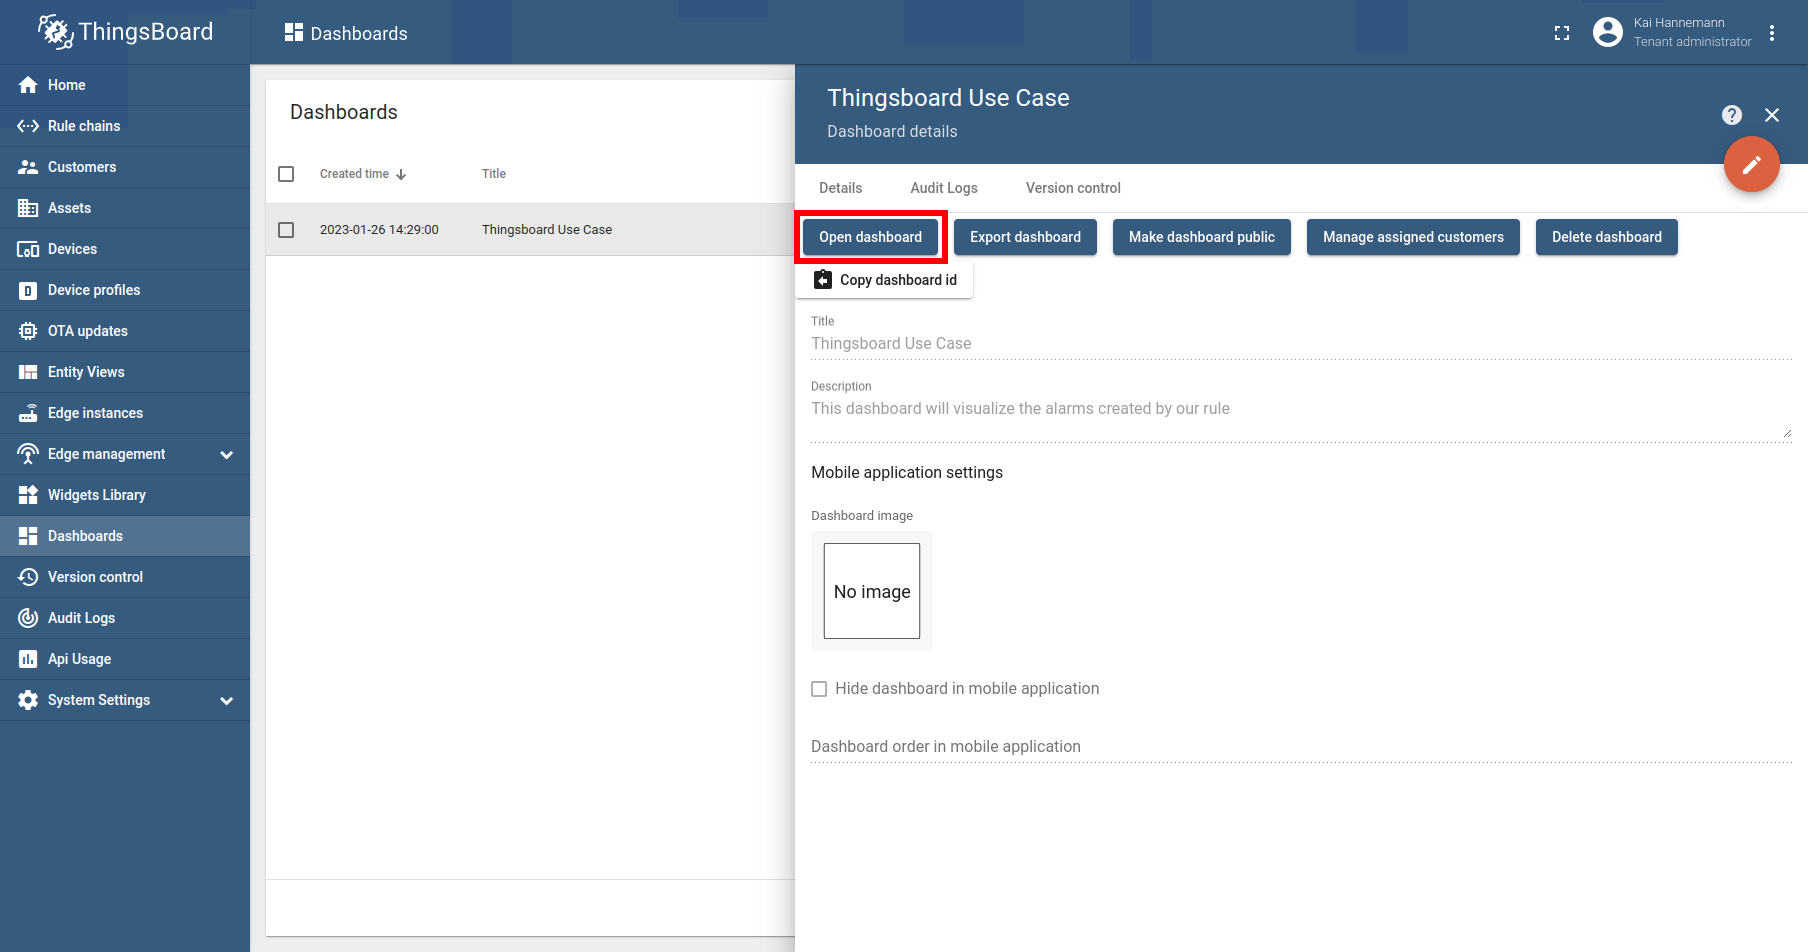 ThingsBoard
Dashboards
Kai Hannemann
Tenant administrator
Home
Rule chains
Customers
Assets
Devices
Device profiles
OTA updates
Entity Views
Edge instances
Edge management
Widgets Library
Dashboards
Version control
Audit Logs
Api Usage
System Settings
Dashboards
Created time Title
2023-01-26 14:29:00 Thingsboard Use Case
Thingsboard Use Case
Dashboard details
Details Audit Logs Version control
Open dashboard Export dashboard Make dashboard public Manage assigned customers Delete dashboard
Copy dashboard id
Title
Thingsboard Use Case
Description
This dashboard will visualize the alarms created by our rule
Mobile application settings
Dashboard image
No image
Hide dashboard in mobile application
Dashboard order in mobile application